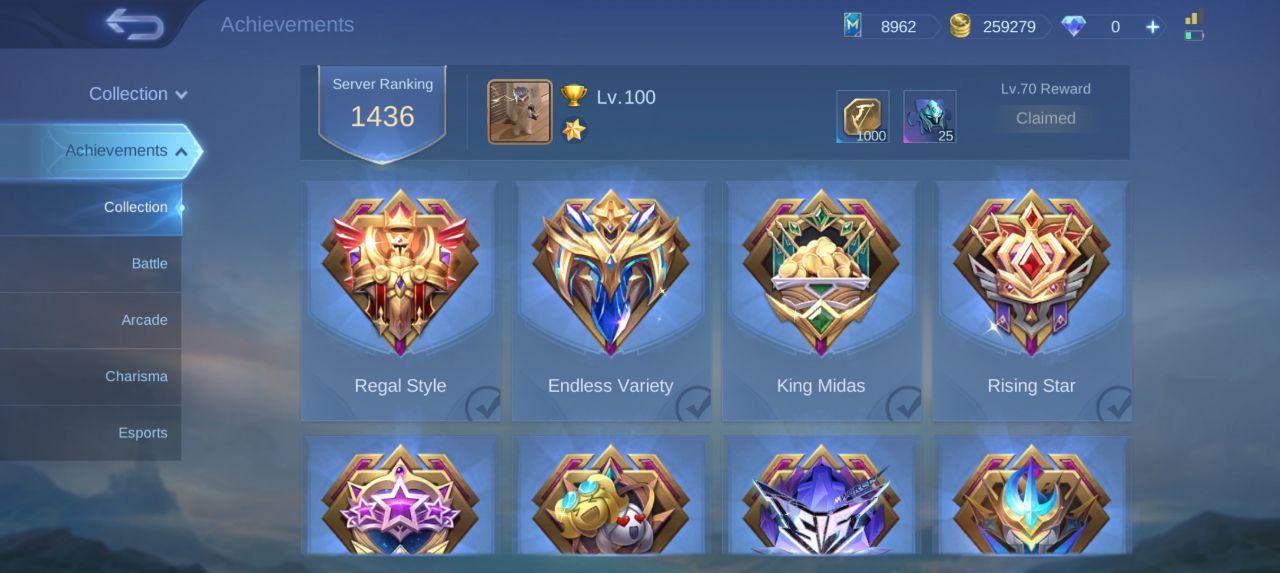 Achievements
8962
259279
0
Collection
Achievements
Collection
Battle
Arcade
Charisma
Esports
Server Ranking
1436
Lv.100
1000
25
Lv.70 Reward
Claimed
Regal Style
Endless Variety
King Midas
Rising Star